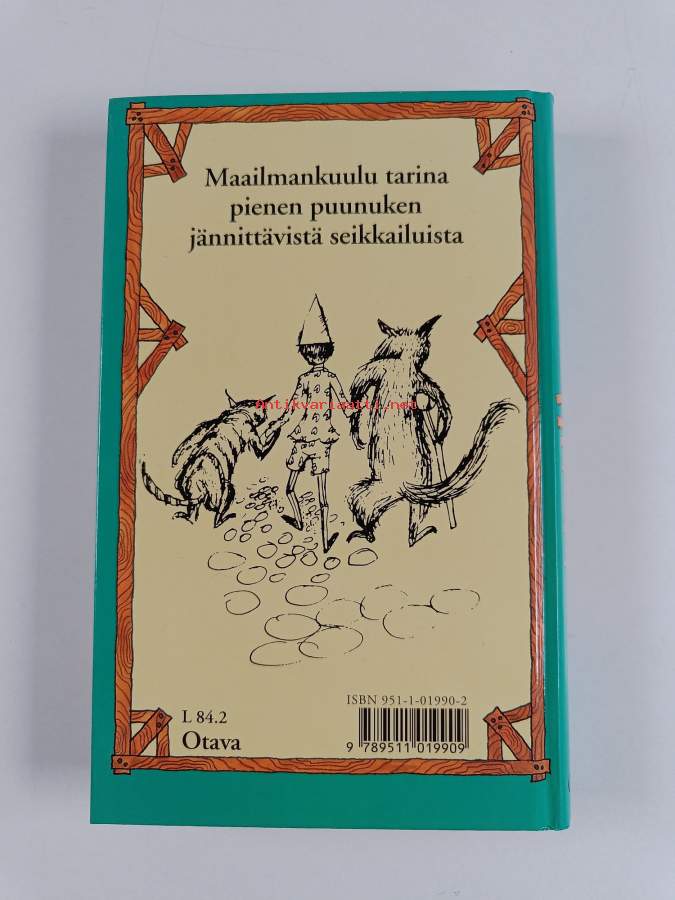 Maailmankuulu tarina
pienen puunuken
jännittävistä seikkailuista
Antikvariaatti.net
ISBN 951-1-01990-2
L 84.2
Otava
9 789511 019909